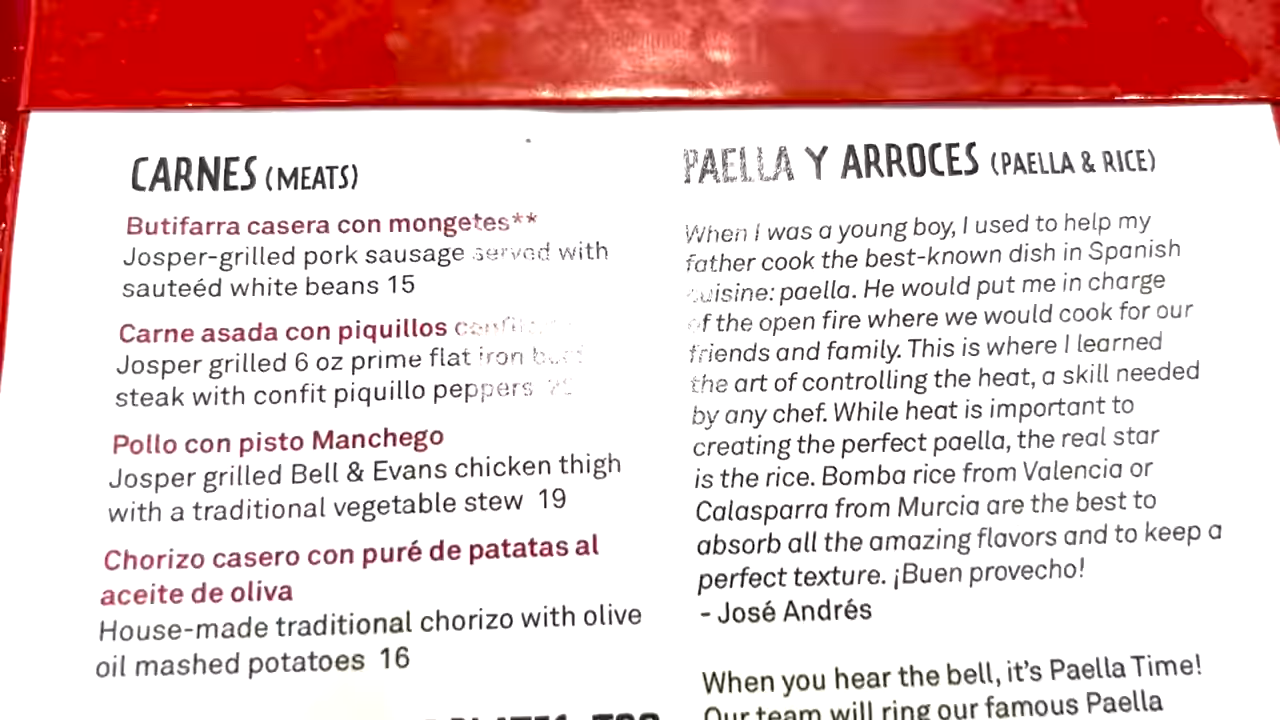 CARNES (MEATS)
Butifarra casera con mongetes**
Josper-grilled pork sausage served with
sauteéd white beans 15
Carne asada con piquillos
Josper grilled 6 oz prime flat iron
steak with confit piquillo peppers
Pollo con pisto Manchego
Josper grilled Bell & Evans chicken thigh
with a traditional vegetable stew 19
Chorizo casero con puré de patatas al
aceite de oliva
House-made traditional chorizo with olive
oil mashed potatoes 16
PAELLA Y ARROCES (PAELLA & RICE)
When I was a young boy, I used to help my
father cook the best-known dish in Spanish
cuisine: paella. He would put me in charge
of the open fire where we would cook for our
friends and family. This is where I learned
the art of controlling the heat, a skill needed
by any chef. While heat is important to
creating the perfect paella, the real star
is the rice. Bomba rice from Valencia or
Calasparra from Murcia are the best to
absorb all the amazing flavors and to keep a
perfect texture. ¡Buen provecho!
- José Andrés
When you hear the bell, it's Paella Time!
Our team will ring our famous Paella